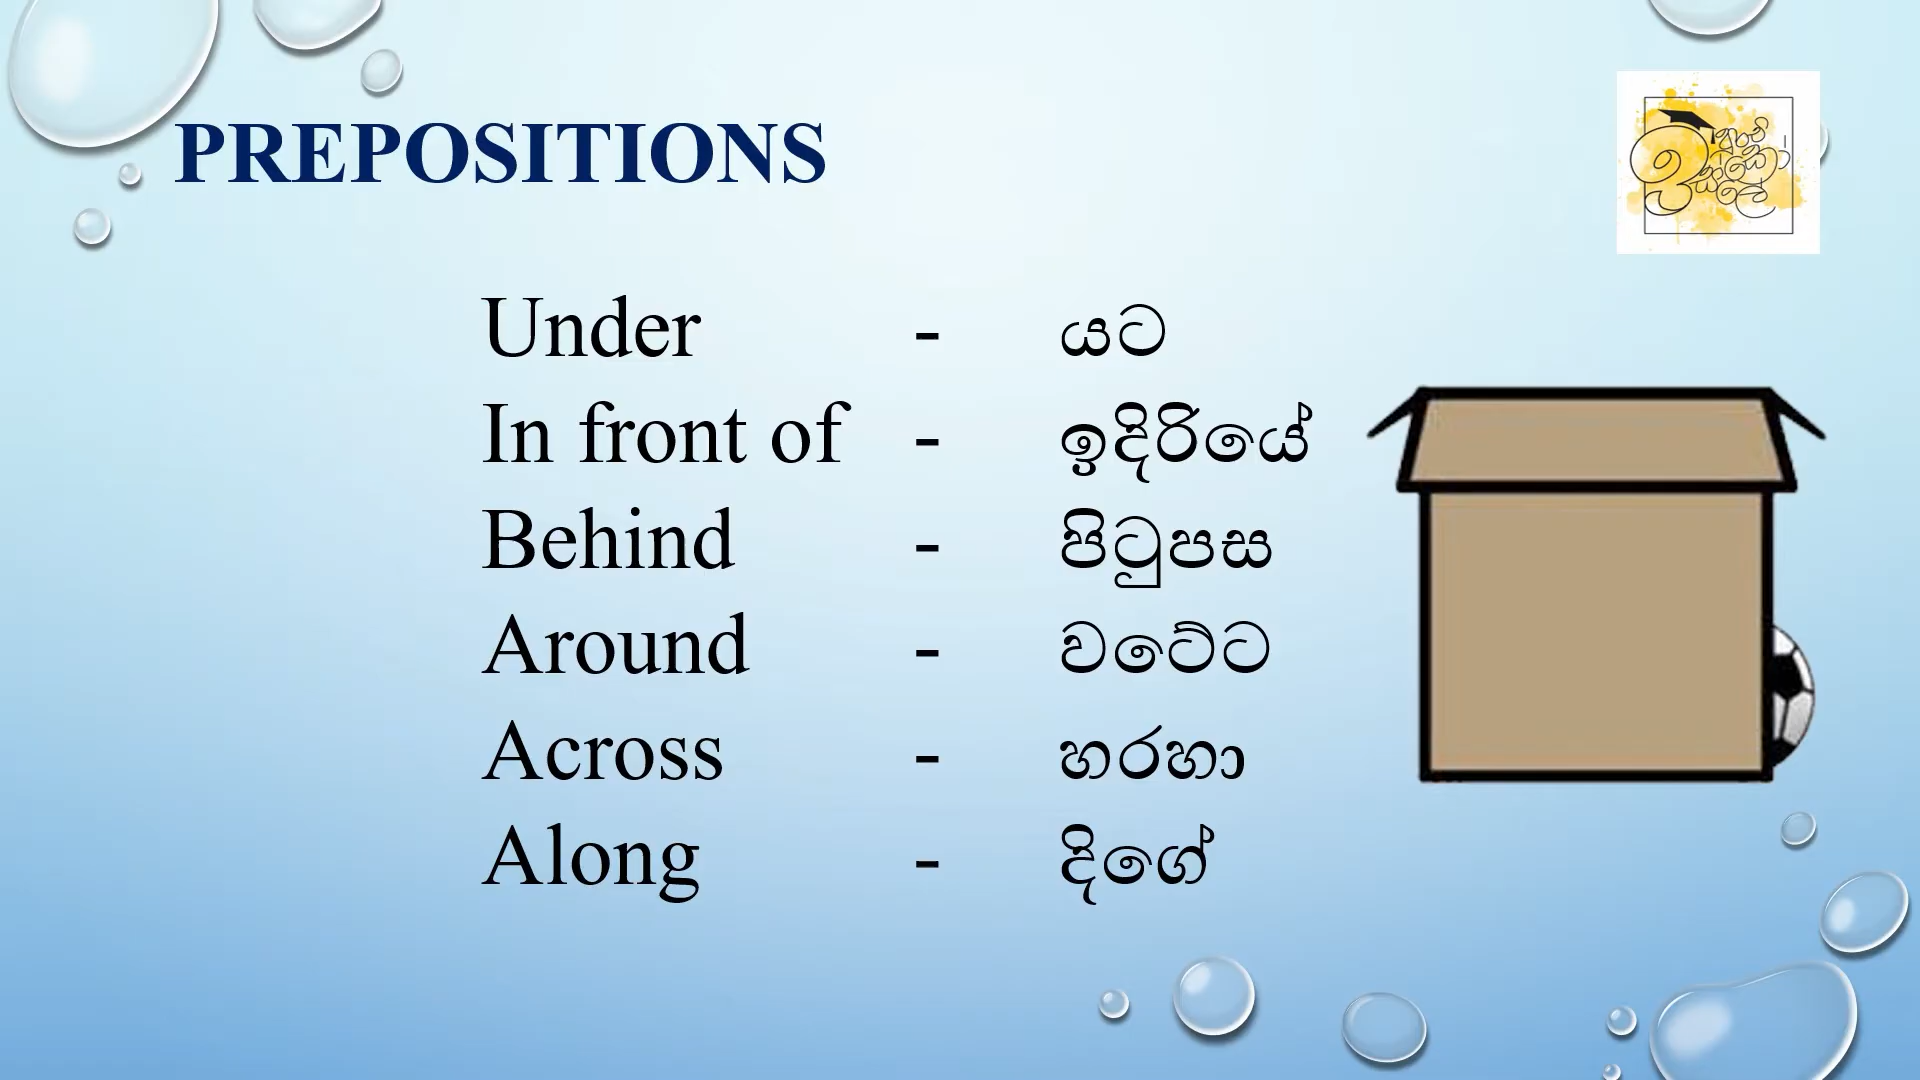 PREPOSITIONS
Under - යට
In front of - ඉදිරියේ
Behind - පිටුපස
Around - වටේට
Across - හරහා
Along - දිගේ